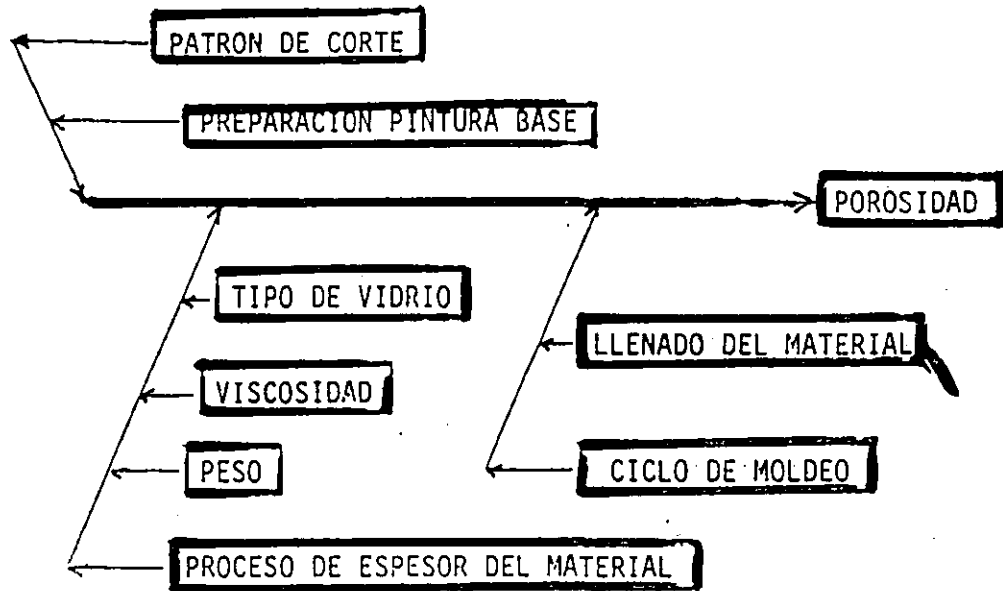 PATRON DE CORTE
PREPARACION PINTURA BASE
POROSIDAD
TIPO DE VIDRIO
LLENADO DEL MATERIAL
VISCOSIDAD
PESO
CICLO DE MOLDEO
PROCESO DE ESPESOR DEL MATERIAL